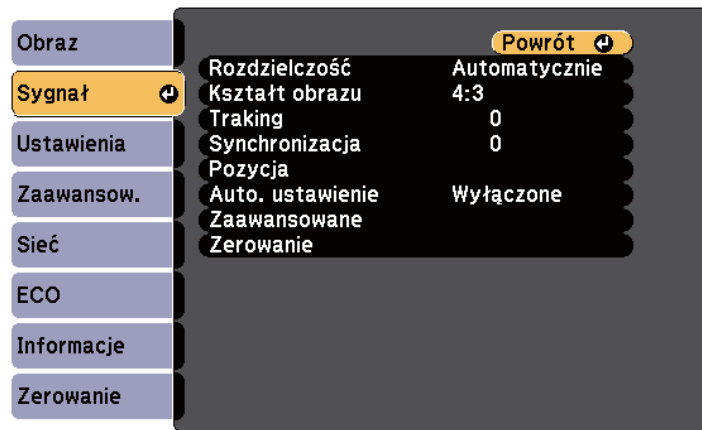 Obraz
Sygnał
Ustawienia
Zaawansow.
Sieć
ECO
Informacje
Zerowanie
Powrót
Rozdzielczość Automatycznie
Kształt obrazu 4:3
Traking 0
Synchronizacja 0
Pozycja
Auto. ustawienie Wyłączone
Zaawansowane
Zerowanie